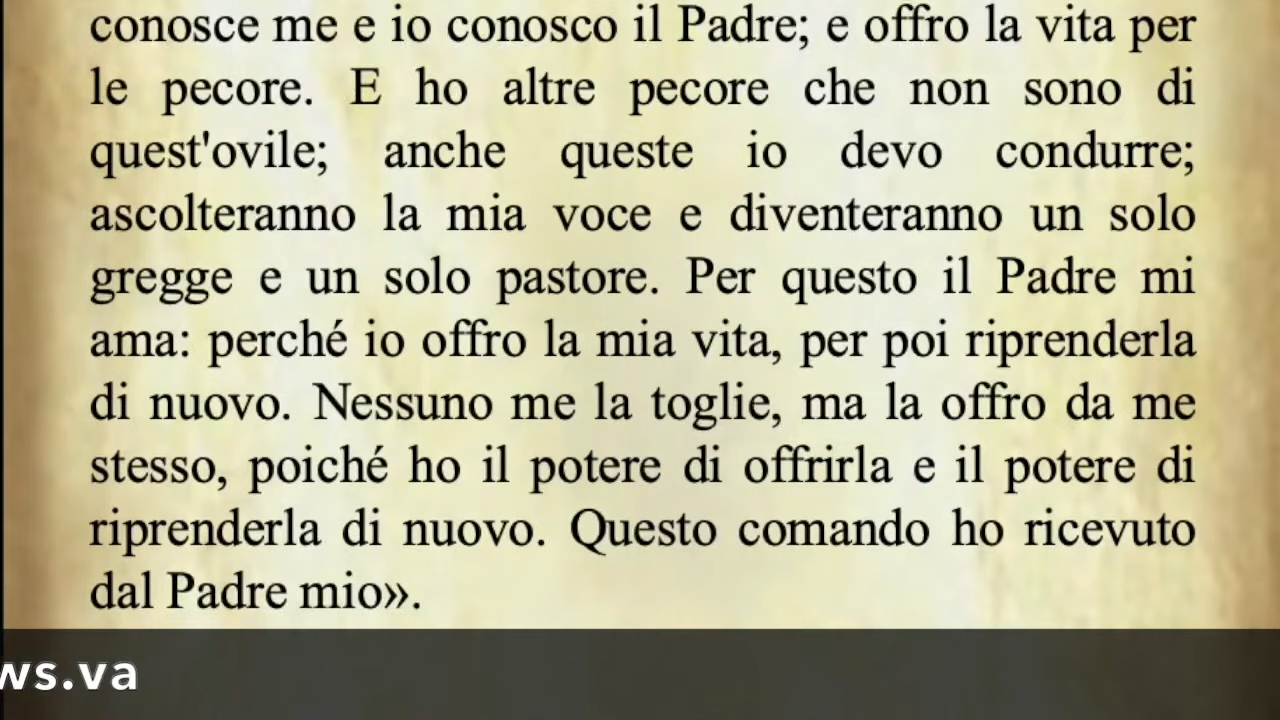 conosce me e io conosco il Padre; e offro la vita per
le pecore. E ho altre pecore che non sono di
quest'ovile; anche queste io devo condurre;
ascolteranno la mia voce e diventeranno un solo
gregge e un solo pastore. Per questo il Padre mi
ama: perché io offro la mia vita, per poi riprenderla
di nuovo. Nessuno me la toglie, ma la offro da me
stesso, poiché ho il potere di offrirla e il potere di
riprenderla di nuovo. Questo comando ho ricevuto
dal Padre mio».
ws.va